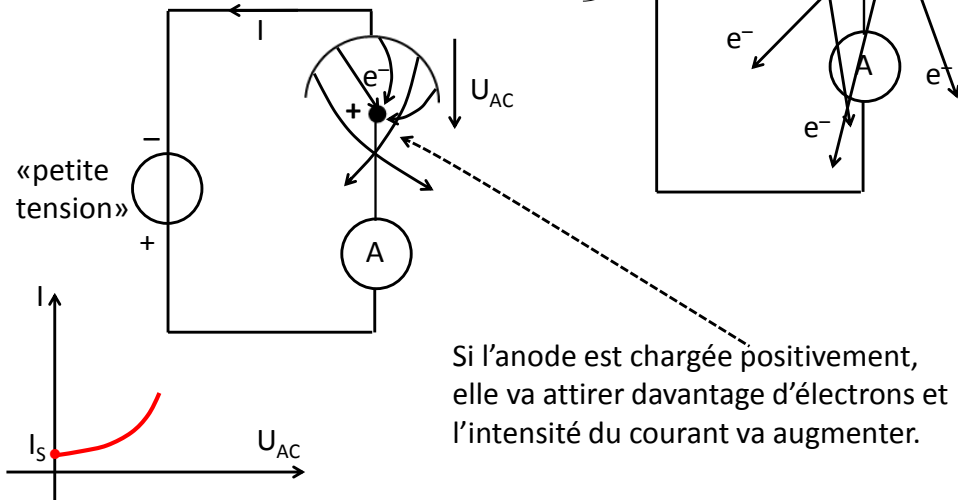 I
e–
+
U_AC
–
«petite
tension»
+
A
e–
A
e–
e–
I
I_S
U_AC
Si l’anode est chargée positivement,
elle va attirer davantage d’électrons et
l’intensité du courant va augmenter.